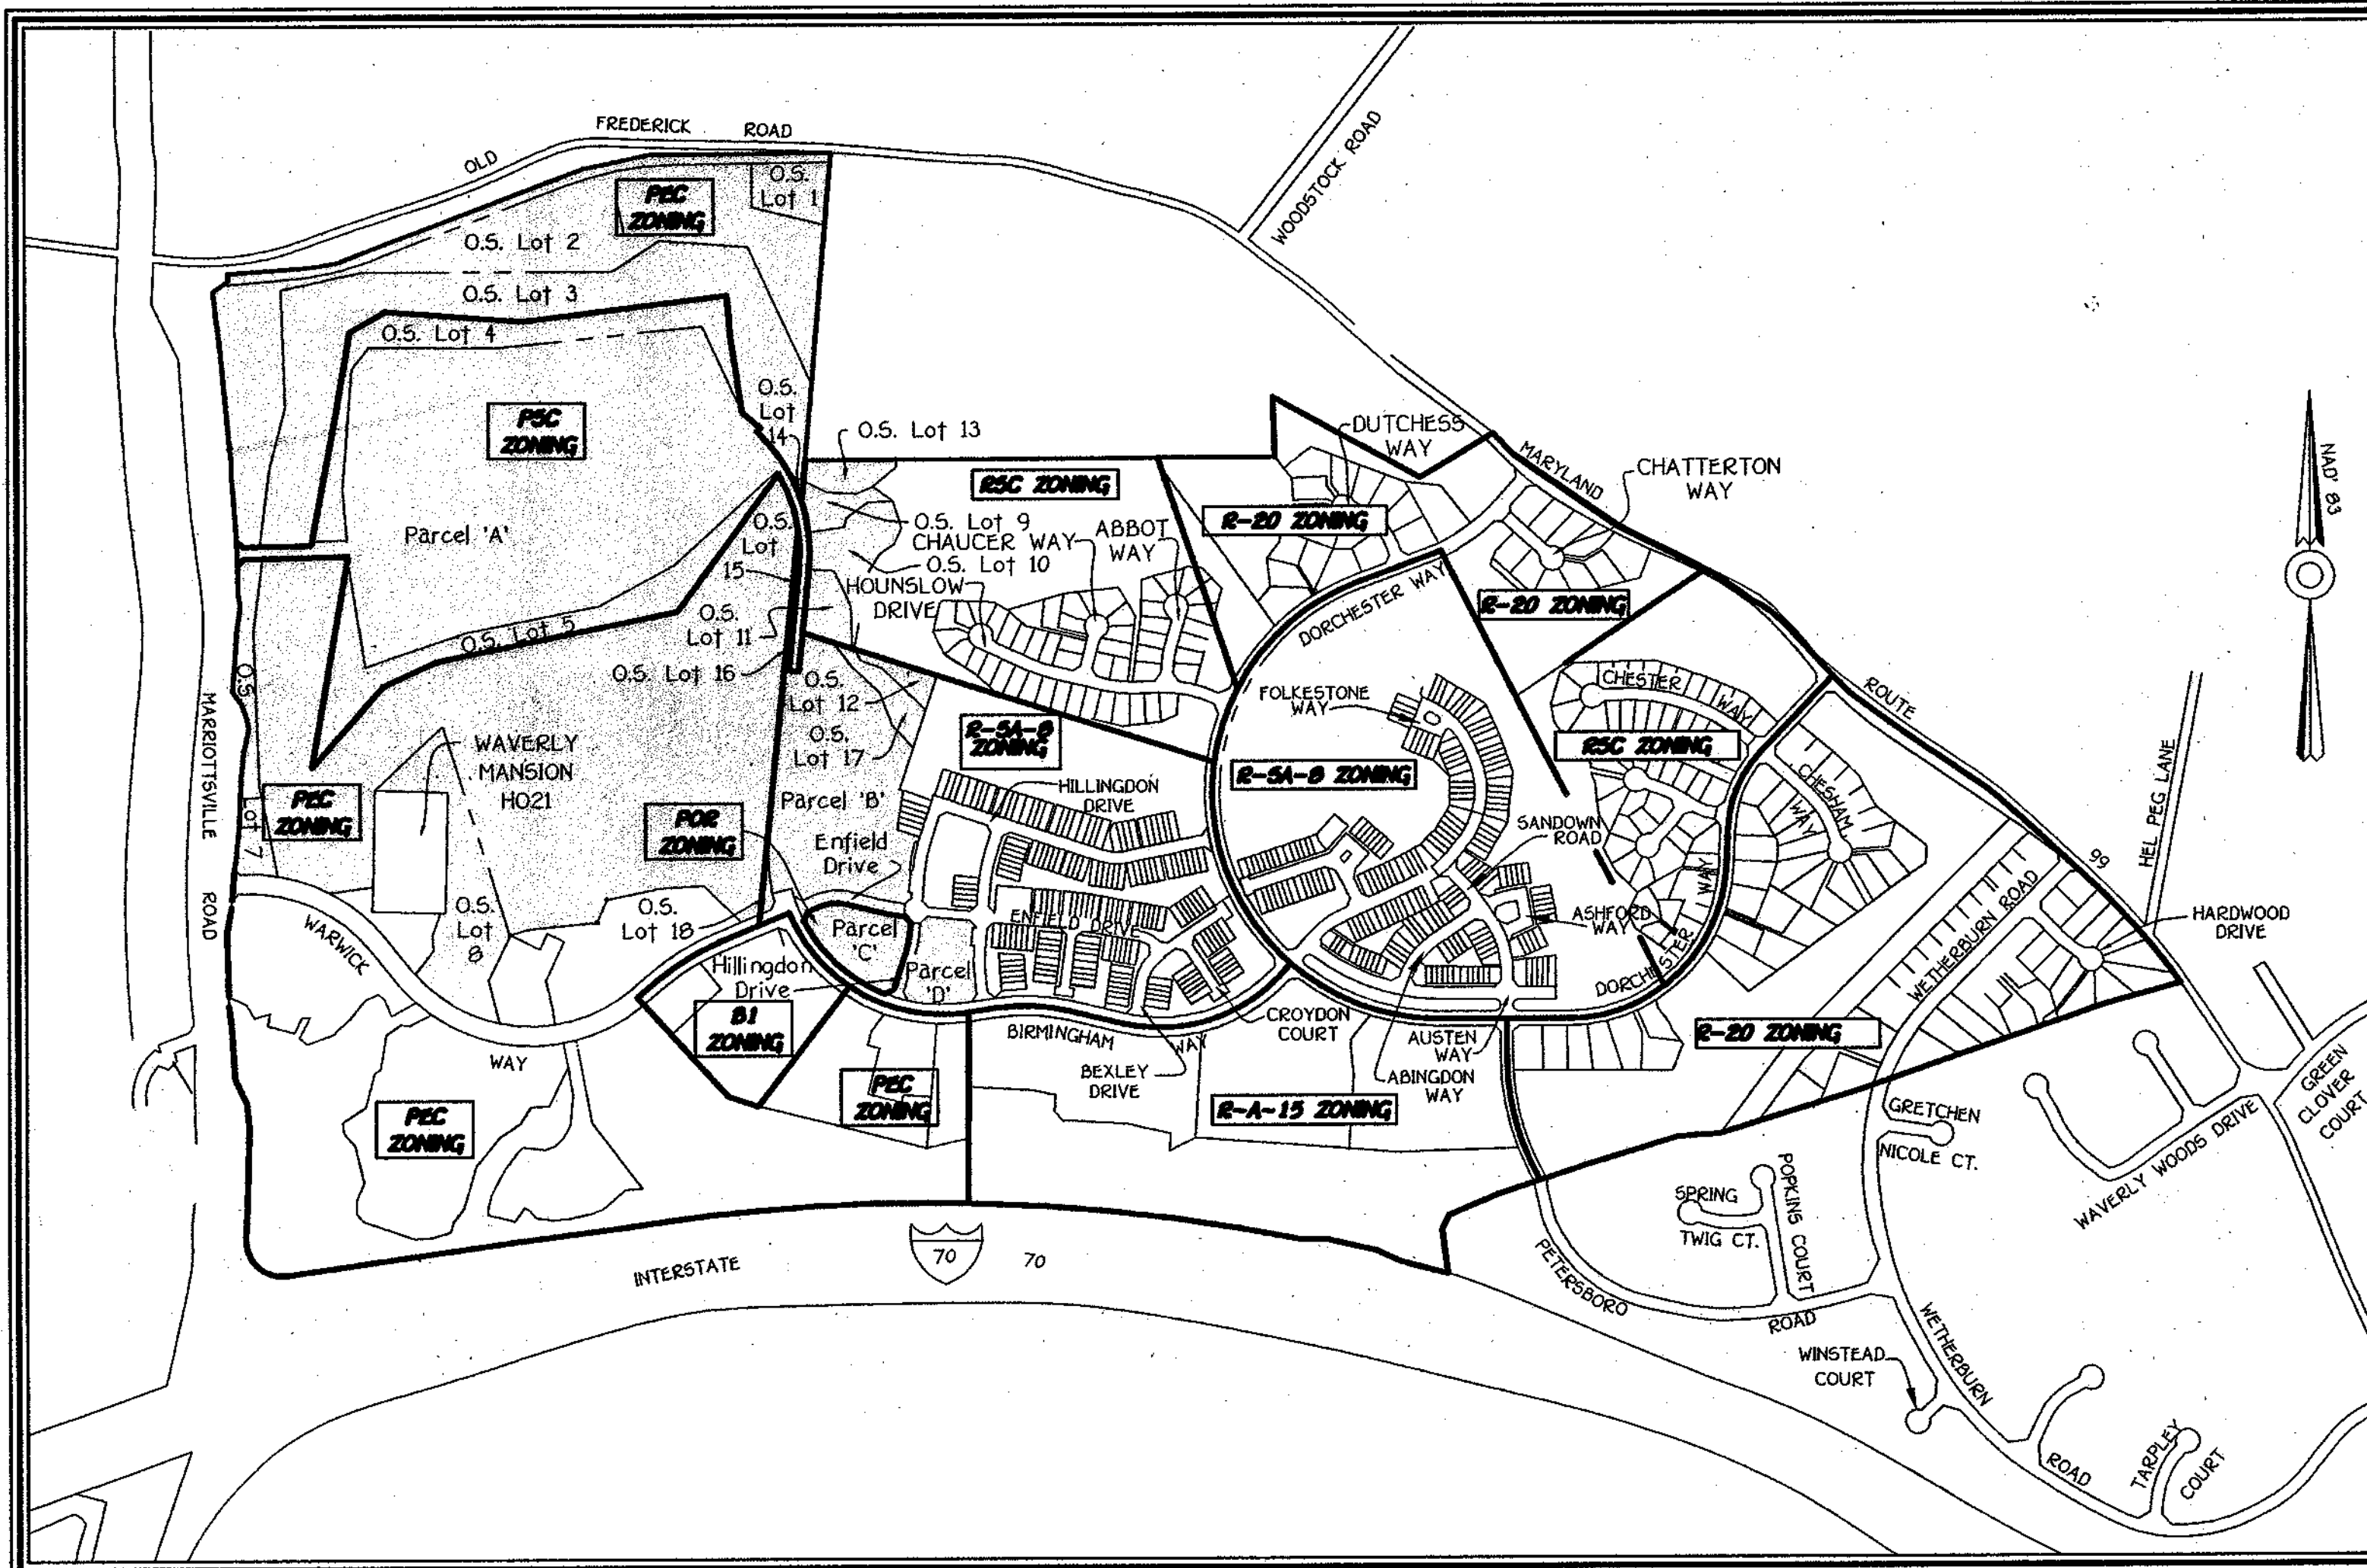 FREDERICK ROAD
OLD
WOODSTOCK ROAD
O.S.
Lot 1
PEC
ZONING
O.S. Lot 2
O.S. Lot 3
O.S. Lot 4
O.S.
Lot
14
PSC
ZONING
O.S. Lot 13
DUTCHESS
WAY
MARYLAND
CHATTERTON
WAY
NAD' 83
RSC ZONING
R-20 ZONING
Parcel 'A'
O.S.
Lot
15
O.S. Lot 9
CHAUCER WAY
ABBOT
WAY
O.S. Lot 10
HOUNSLOW
DRIVE
DORCHESTER WAY
R-20 ZONING
O.S.
Lot 11
O.S. Lot 5
O.S. Lot 16
O.S.
Lot 12
O.S.
Lot 17
FOLKESTONE
WAY
CHESTER WAY
ROUTE
99
HEL PEG LANE
MARRIOTTSVILLE ROAD
O.S
Lot 7
WAVERLY
MANSION
HO21
R-SA-8
ZONING
R-SA-8 ZONING
RSC ZONING
HILLINGDON
DRIVE
CHESHAM
WAY
PEC
ZONING
POR
ZONING
Parcel 'B'
Enfield
Drive
SANDOWN
ROAD
O.S.
Lot
8
O.S.
Lot 18
Parcel
'C'
ENFIELD DRIVE
ASHFORD
WAY
DORCHESTER WAY
WETHERBURN ROAD
HARDWOOD
DRIVE
WARWICK
WAY
Hillingdon
Drive
Parcel
'D'
B1
ZONING
BIRMINGHAM WAY
CROYDON
COURT
AUSTEN
WAY
R-20 ZONING
BEXLEY
DRIVE
ABINGDON
WAY
PEC
ZONING
PEC
ZONING
R-A-15 ZONING
GRETCHEN
NICOLE CT.
GREEN
CLOVER
COURT
WAVERLY WOODS DRIVE
SPRING
TWIG CT.
POPKINS COURT
INTERSTATE
70
70
PETERSBORO
ROAD
WINSTEAD
COURT
WETHERBURN
ROAD
TARPLEY
COURT